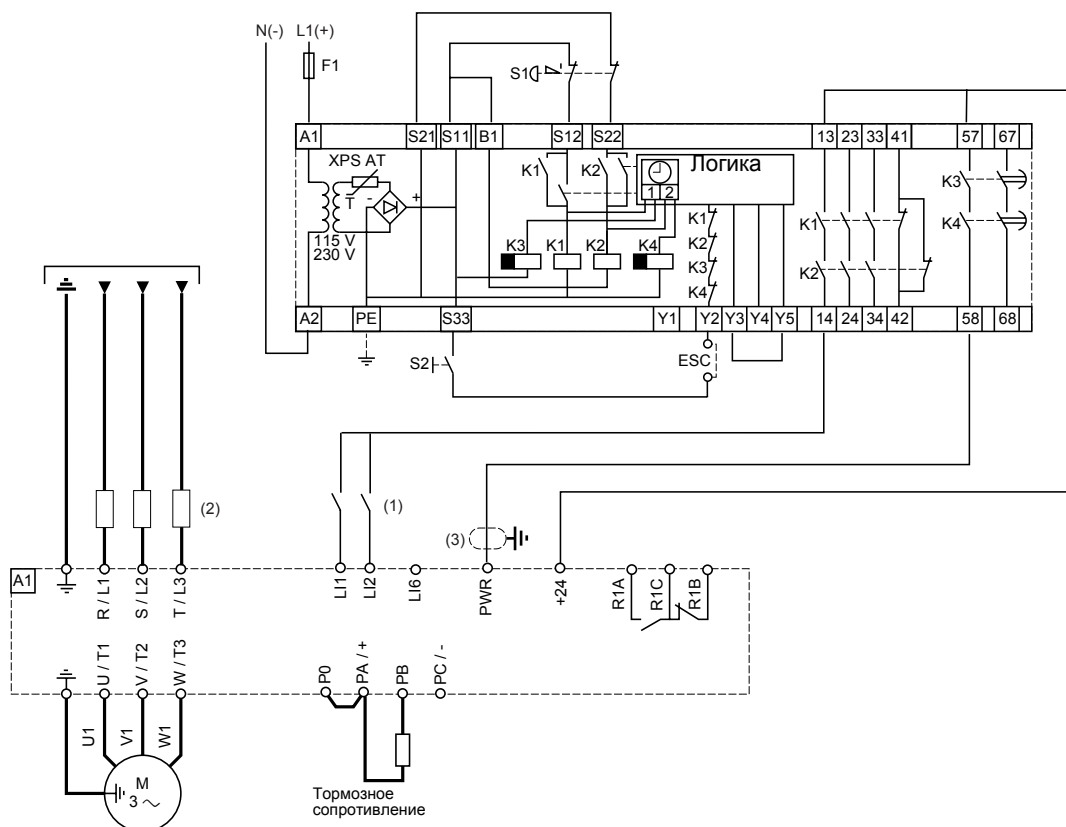 N(-) L1(+)
F1
S1
A1 S21 S11 B1 S12 S22 13 23 33 41 57 67
XPS AT
Логика
K1 K2
1 2
T - +
115 V
230 V
K3 K1 K2 K4
K1
K2
K3
K4
K1
K2
K3
K4
A2 PE S33 Y1 Y2 Y3 Y4 Y5 14 24 34 42 58 68
S2
ESC
(1)
(2)
(3)
A1
R / L1
S / L2
T / L3
LI1
LI2
LI6
PWR
+24
R1A
R1C
R1B
U / T1
V / T2
W / T3
P0
PA / +
PB
PC / -
U1
V1
W1
M
3
Тормозное
сопротивление